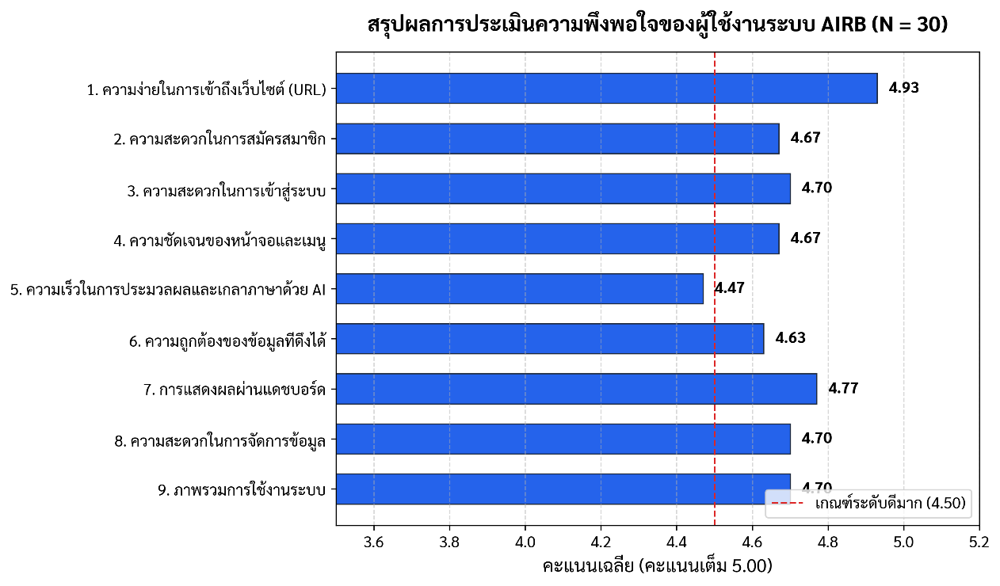 สรุปผลการประเมินความพึงพอใจของผู้ใช้งานระบบ AIRB (N = 30)
1. ความง่ายในการเข้าถึงเว็บไซต์ (URL)
4.93
2. ความสะดวกในการสมัครสมาชิก
4.67
3. ความสะดวกในการเข้าสู่ระบบ
4.70
4. ความชัดเจนของหน้าจอและเมนู
4.67
5. ความเร็วในการประมวลผลและเกลาภาษาด้วย AI
4.47
6. ความถูกต้องของข้อมูลที่ดึงได้
4.63
7. การแสดงผลผ่านแดชบอร์ด
4.77
8. ความสะดวกในการจัดการข้อมูล
4.70
9. ภาพรวมการใช้งานระบบ
4.70
เกณฑ์ระดับดีมาก (4.50)
3.6 3.8 4.0 4.2 4.4 4.6 4.8 5.0 5.2
คะแนนเฉลี่ย (คะแนนเต็ม 5.00)